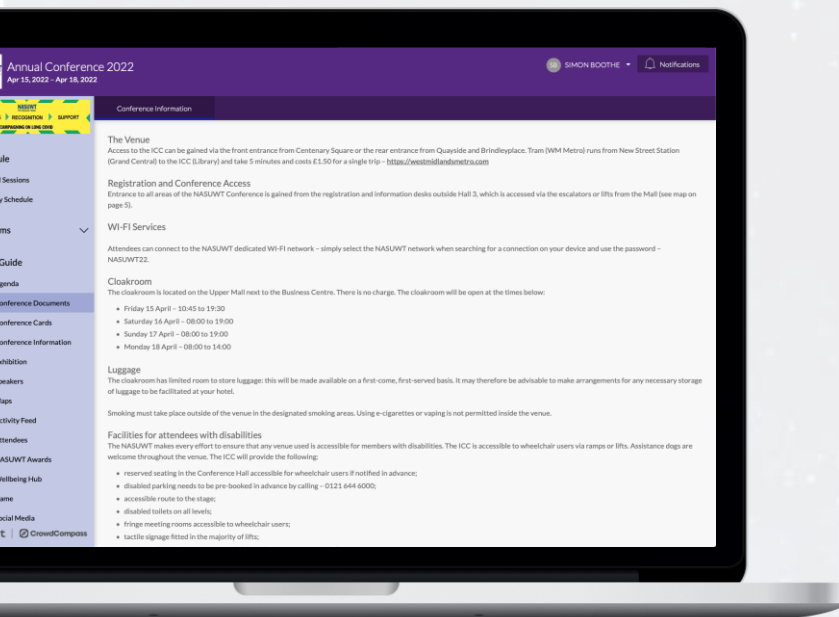 Annual Conference 2022
Apr 15, 2022 – Apr 18, 2022
SIMON BOOTHE
Notifications
NASUWT
RECOGNITION
SUPPORT
CAMPAIGNING ON LONG COVID
Sessions
Schedule
Guide
Conference Documents
Conference Cards
Conference Information
CrowdCompass
Conference Information
The Venue
Access to the ICC can be gained via the front entrance from Centenary Square or the rear entrance from Quayside and Brindleyplace. Tram (WM Metro) runs from New Street Station
(Grand Central) to the ICC (Library) and take 5 minutes and costs £1.50 for a single trip – https://westmidlandsmetro.com
Registration and Conference Access
Entrance to all areas of the NASUWT Conference is gained from the registration and information desks outside Hall 3, which is accessed via the escalators or lifts from the Mall (see map on
page 5).
WI-FI Services
Attendees can connect to the NASUWT dedicated WI-FI network – simply select the NASUWT network when searching for a connection on your device and use the password –
NASUWT22.
Cloakroom
The cloakroom is located on the Upper Mall next to the Business Centre. There is no charge. The cloakroom will be open at the times below:
• Friday 15 April – 10:45 to 19:30
• Saturday 16 April – 08:00 to 19:00
• Sunday 17 April – 08:00 to 19:00
• Monday 18 April – 08:00 to 14:00
Luggage
The cloakroom has limited room to store luggage: this will be made available on a first-come, first-served basis. It may therefore be advisable to make arrangements for any necessary storage
of luggage to be facilitated at your hotel.
Smoking must take place outside of the venue in the designated smoking areas. Using e-cigarettes or vaping is not permitted inside the venue.
Facilities for attendees with disabilities
The NASUWT makes every effort to ensure that any venue used is accessible for members with disabilities. The ICC is accessible to wheelchair users via ramps or lifts. Assistance dogs are
welcome throughout the venue. The ICC will provide the following:
• reserved seating in the Conference Hall accessible for wheelchair users if notified in advance;
• disabled parking needs to be pre-booked in advance by calling – 0121 644 6000;
• accessible route to the stage;
• disabled toilets on all levels;
• fringe meeting rooms accessible to wheelchair users;
• tactile signage fitted in the majority of lifts;